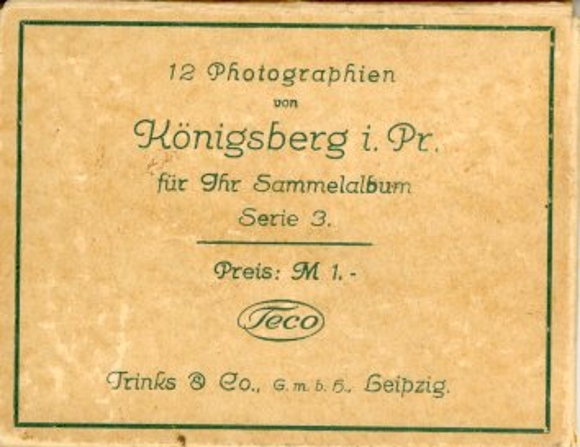 12 Photographien
von
Königsberg i. Pr.
für Ihr Sammelalbum
Serie 3.
Preis: M 1.-
Teco
Trinks & Co., G. m. b. H., Leipzig.